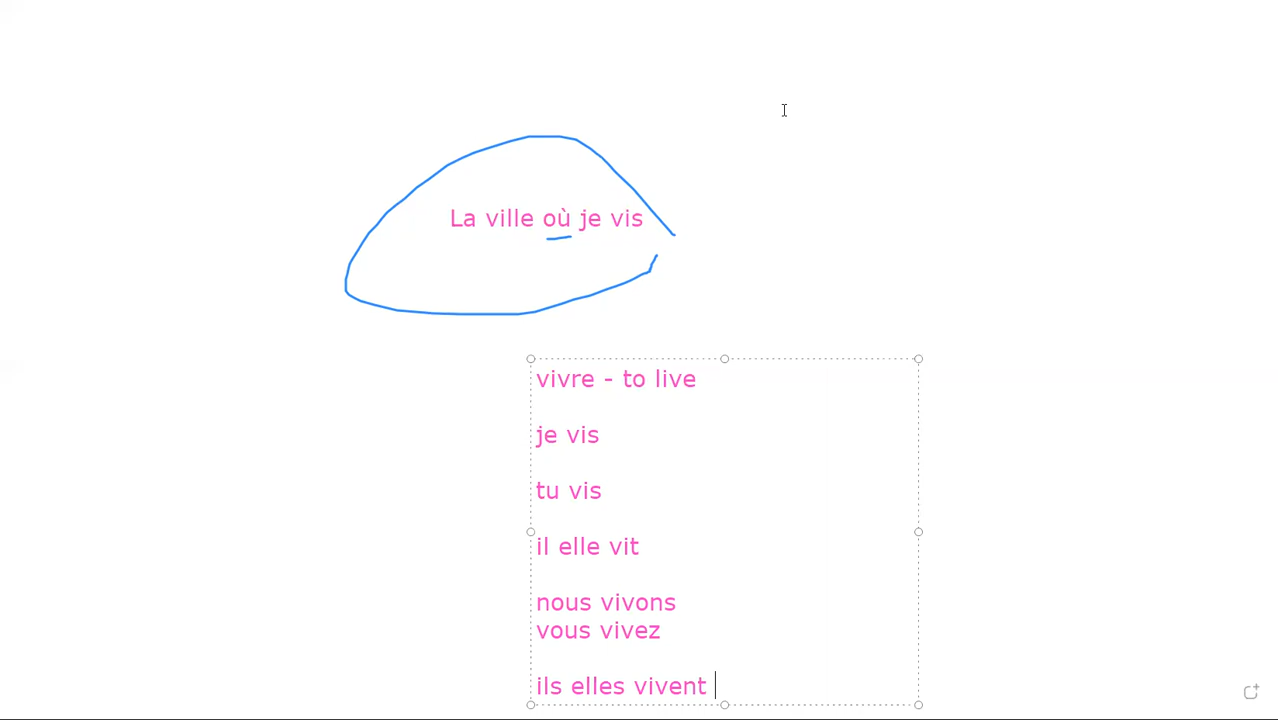 La ville où je vis
vivre - to live
je vis
tu vis
il elle vit
nous vivons
vous vivez
ils elles vivent